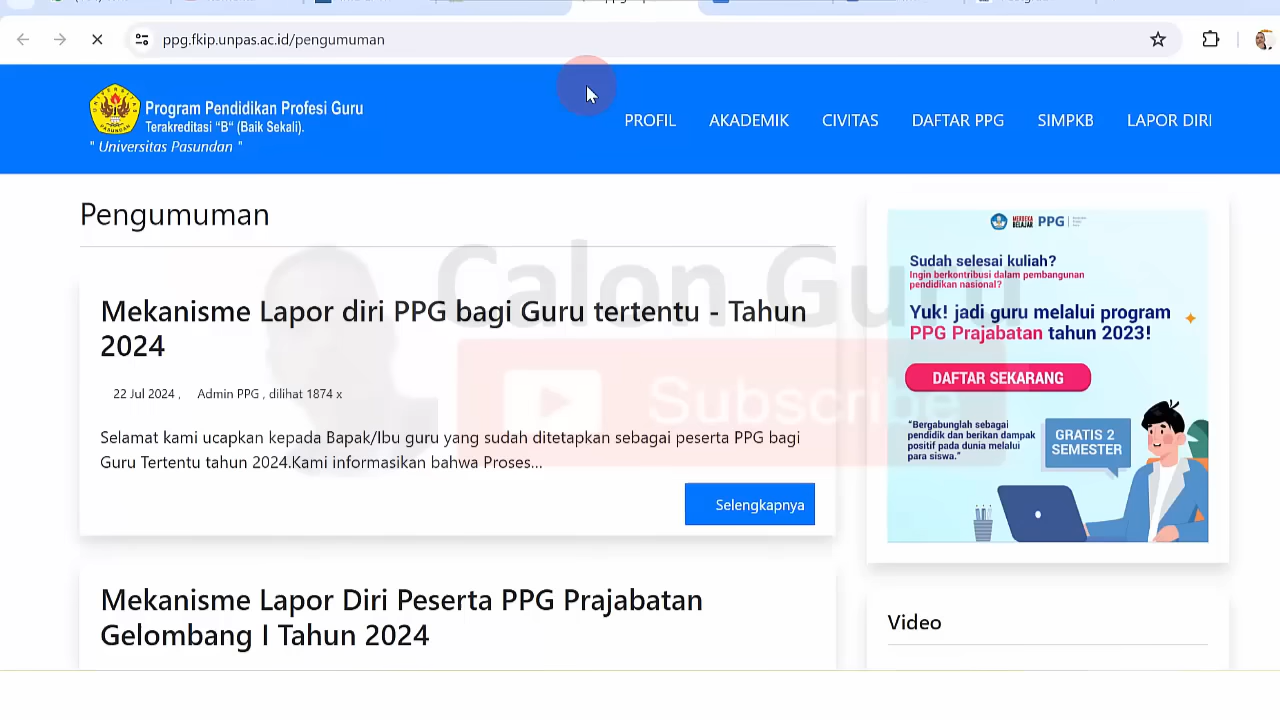 ppg.fkip.unpas.ac.id/pengumuman
Program Pendidikan Profesi Guru
Terakreditasi "B" (Baik Sekali).
" Universitas Pasundan "
PROFIL AKADEMIK CIVITAS DAFTAR PPG SIMPKB LAPOR DIRI
Pengumuman
Calon Guru
Subscribe
Mekanisme Lapor diri PPG bagi Guru tertentu - Tahun
2024
22 Jul 2024 , Admin PPG , dilihat 1874 x
Selamat kami ucapkan kepada Bapak/Ibu guru yang sudah ditetapkan sebagai peserta PPG bagi
Guru Tertentu tahun 2024.Kami informasikan bahwa Proses...
Selengkapnya
Mekanisme Lapor Diri Peserta PPG Prajabatan
Gelombang I Tahun 2024
MERDEKA
BELAJAR
PPG
Sudah selesai kuliah?
Ingin berkontribusi dalam pembangunan
pendidikan nasional?
Yuk! jadi guru melalui program
PPG Prajabatan tahun 2023!
DAFTAR SEKARANG
"Bergabunglah sebagai
pendidik dan berikan dampak
positif pada dunia melalui
para siswa."
GRATIS 2
SEMESTER
Video